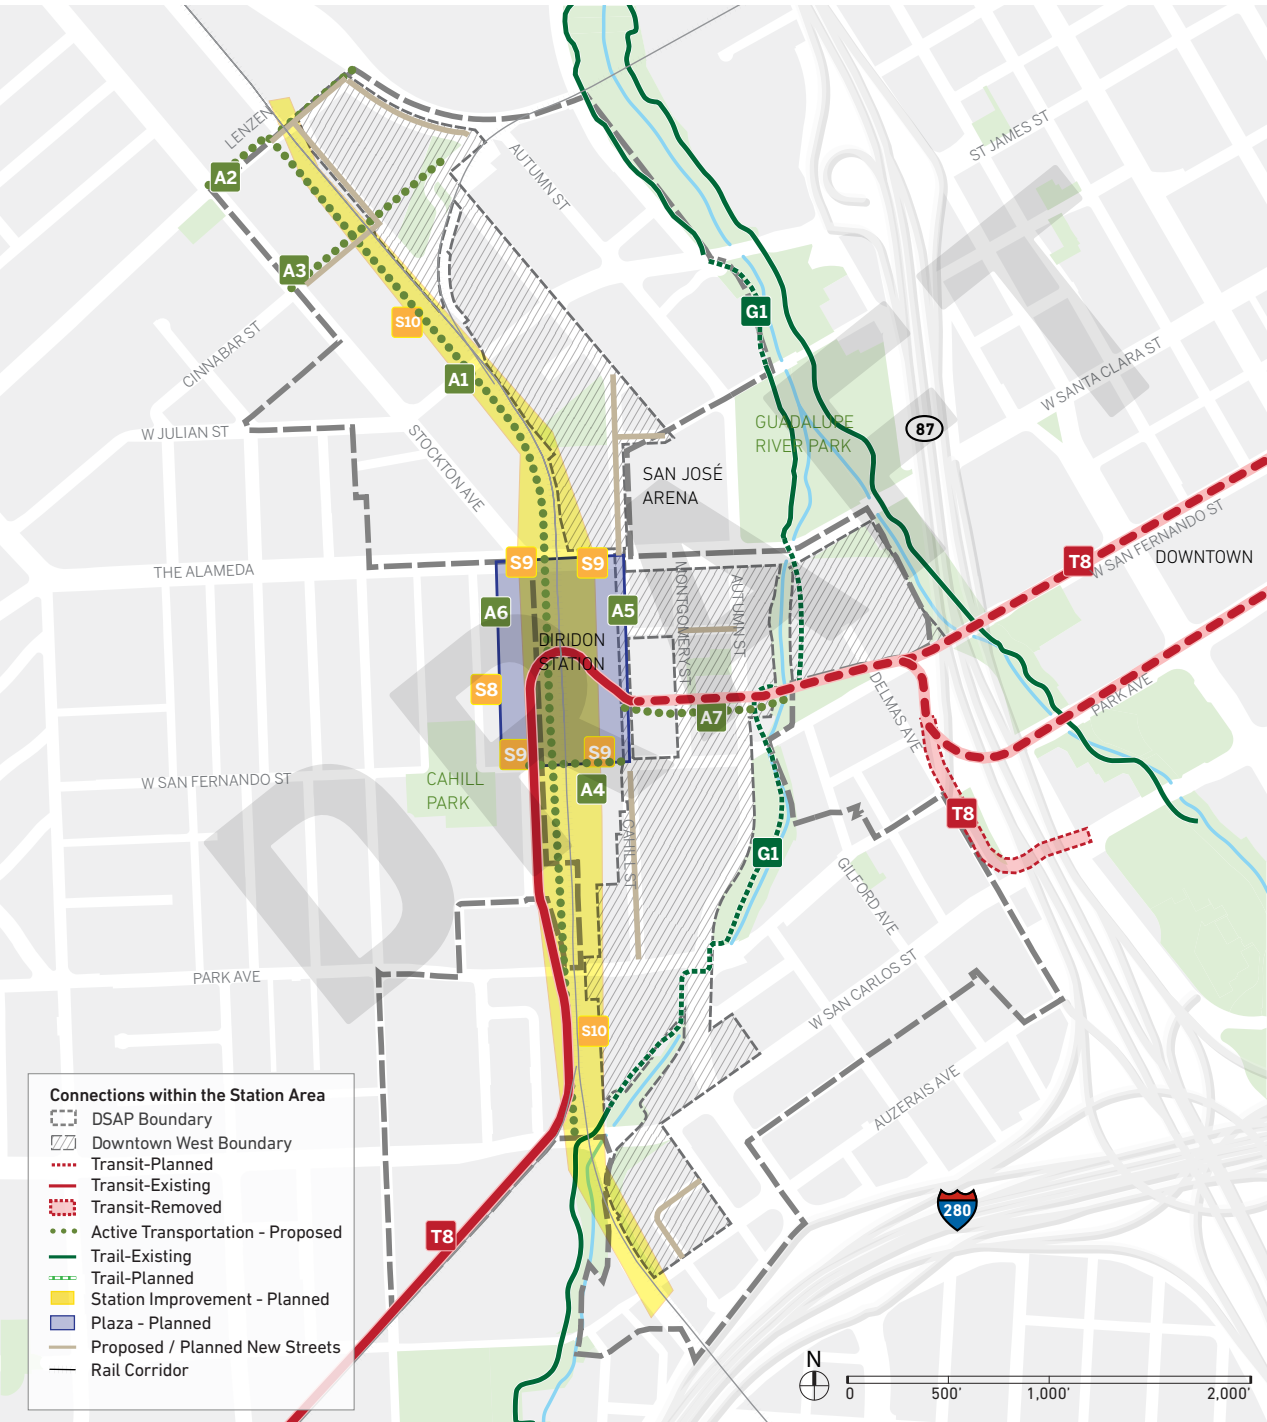 LENZEN
A2
AUTUMN ST
ST JAMES ST
A3
G1
S10
CINNABAR ST
A1
W SANTA CLARA ST
W JULIAN ST
STOCKTON AVE
GUADALUPE
RIVER PARK
87
SAN JOSÉ
ARENA
W SAN FERNANDO ST
S9
S9
T8
DOWNTOWN
THE ALAMEDA
MONTGOMERY ST
AUTUMN ST
A6
A5
DIRIDON
STATION
S8
A7
DELMAS AVE
PARK AVE
S9
S9
W SAN FERNANDO ST
CAHILL
PARK
A4
T8
CAHILL ST
G1
GILFORD AVE
PARK AVE
W SAN CARLOS ST
S10
AUZERAIS AVE
280
T8
DRAFT
Connections within the Station Area
DSAP Boundary
Downtown West Boundary
Transit-Planned
Transit-Existing
Transit-Removed
Active Transportation - Proposed
Trail-Existing
Trail-Planned
Station Improvement - Planned
Plaza - Planned
Proposed / Planned New Streets
Rail Corridor
N
0 500' 1,000' 2,000'